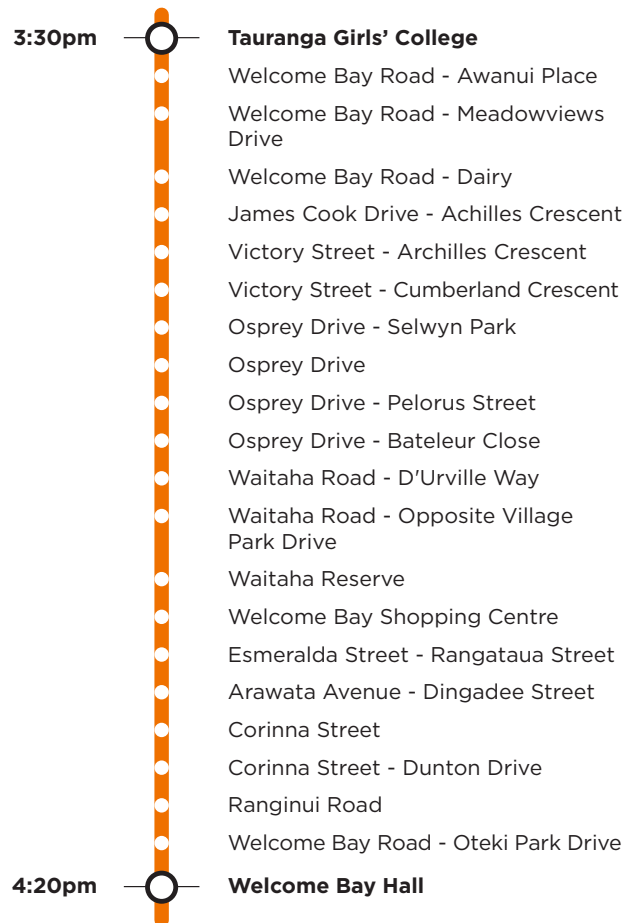 3:30pm Tauranga Girls’ College
Welcome Bay Road - Awanui Place
Welcome Bay Road - Meadowviews
Drive
Welcome Bay Road - Dairy
James Cook Drive - Achilles Crescent
Victory Street - Archilles Crescent
Victory Street - Cumberland Crescent
Osprey Drive - Selwyn Park
Osprey Drive
Osprey Drive - Pelorus Street
Osprey Drive - Bateleur Close
Waitaha Road - D'Urville Way
Waitaha Road - Opposite Village
Park Drive
Waitaha Reserve
Welcome Bay Shopping Centre
Esmeralda Street - Rangataua Street
Arawata Avenue - Dingadee Street
Corinna Street
Corinna Street - Dunton Drive
Ranginui Road
Welcome Bay Road - Oteki Park Drive
4:20pm Welcome Bay Hall